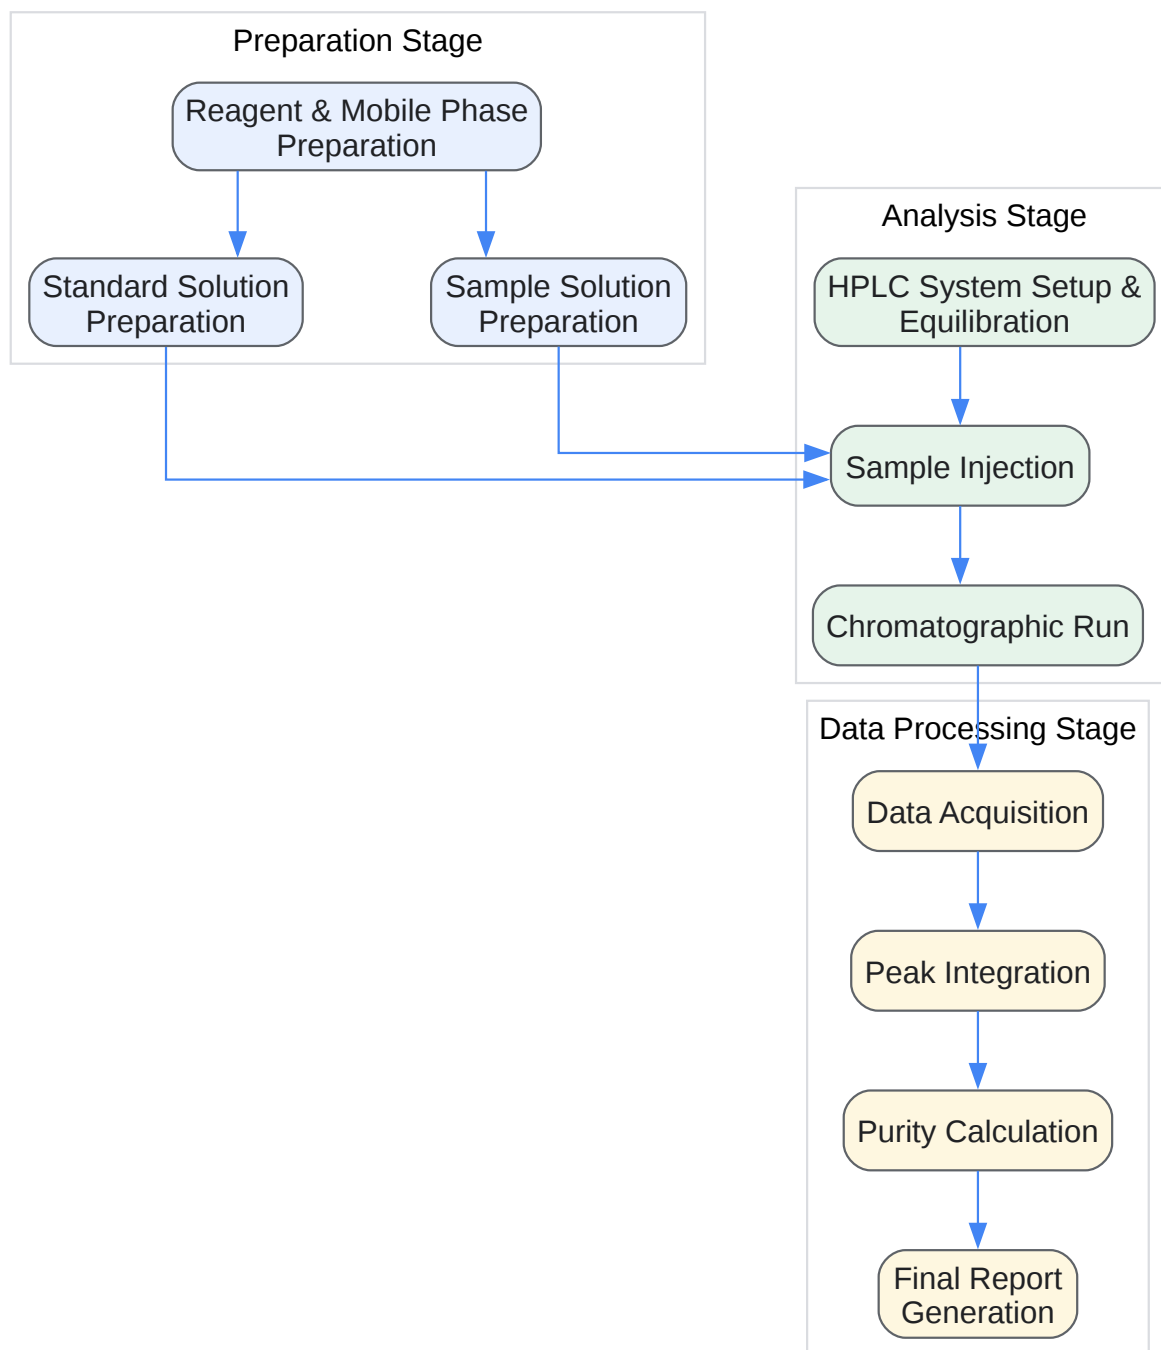 Preparation Stage
Reagent & Mobile Phase
Preparation
Standard Solution
Preparation
Sample Solution
Preparation
Analysis Stage
HPLC System Setup &
Equilibration
Sample Injection
Chromatographic Run
Data Processing Stage
Data Acquisition
Peak Integration
Purity Calculation
Final Report
Generation